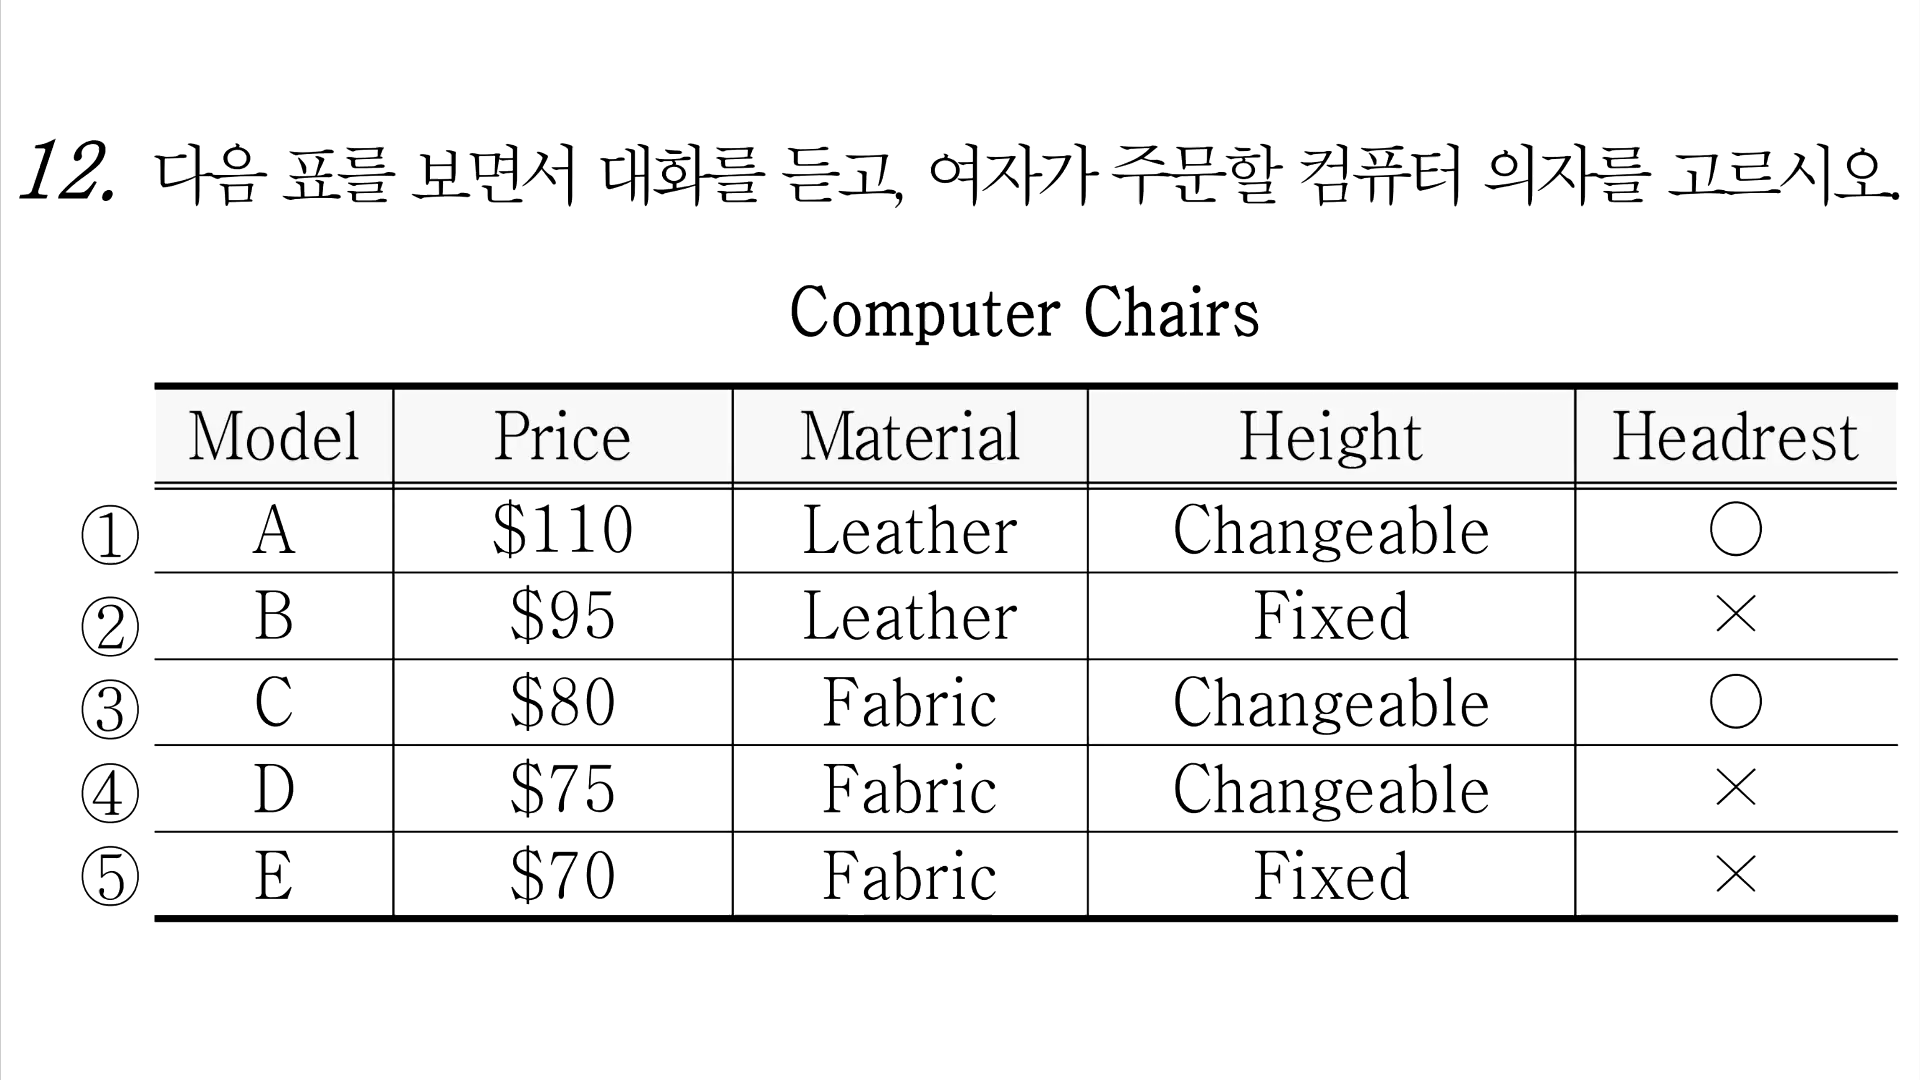 12. 다음 표를 보면서 대화를 듣고, 여자가 주문할 컴퓨터 의자를 고르시오.
Computer Chairs
Model Price Material Height Headrest
① A $110 Leather Changeable ○
② B $95 Leather Fixed ×
③ C $80 Fabric Changeable ○
④ D $75 Fabric Changeable ×
⑤ E $70 Fabric Fixed ×